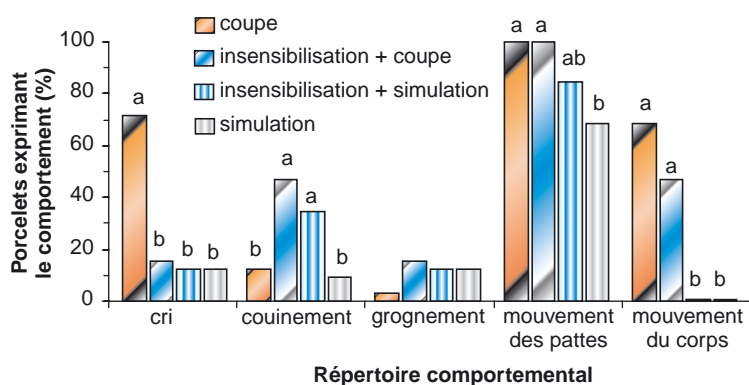 Porcelets exprimant
le comportement (%)
100
80
60
40
20
0
coupe
insensibilisation + coupe
insensibilisation + simulation
simulation
a
b
b
b
b
a
a
b
a
a
ab
b
a
a
b
b
cri
couinement
grognement
mouvement
des pattes
mouvement
du corps
Répertoire comportemental